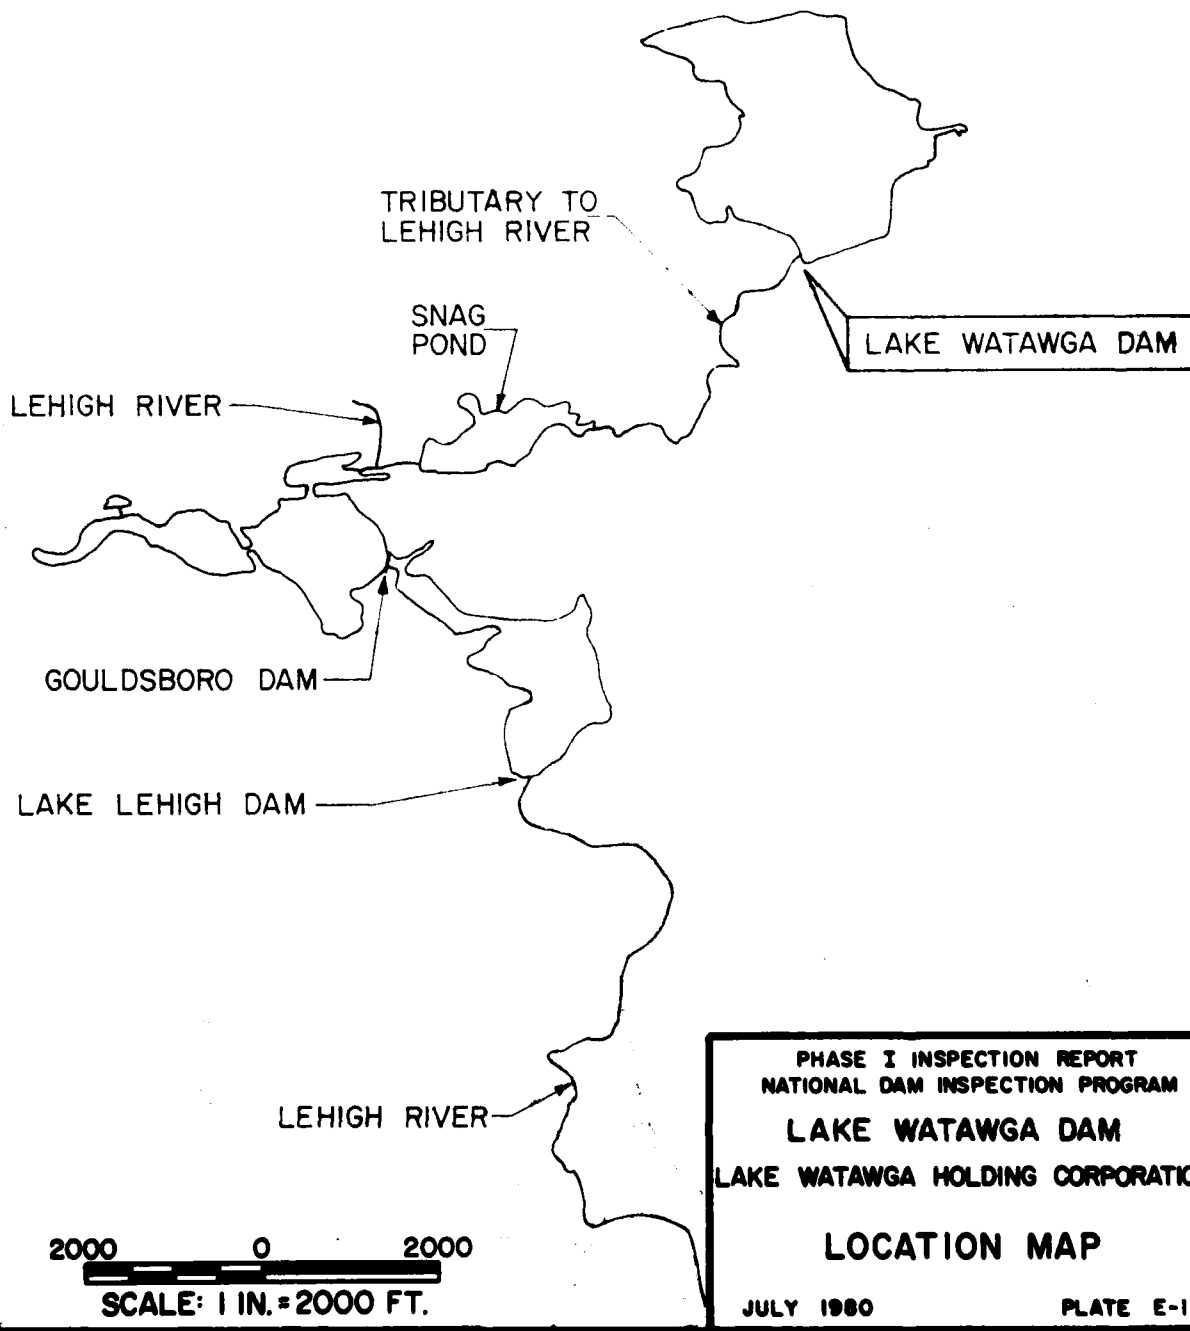 TRIBUTARY TO
LEHIGH RIVER
SNAG
POND
LAKE WATAWGA DAM
LEHIGH RIVER
GOULDSBORO DAM
LAKE LEHIGH DAM
LEHIGH RIVER
2000 0 2000
SCALE: 1 IN. = 2000 FT.
PHASE I INSPECTION REPORT
NATIONAL DAM INSPECTION PROGRAM
LAKE WATAWGA DAM
LAKE WATAWGA HOLDING CORPORATIO
LOCATION MAP
JULY 1980 PLATE E-1